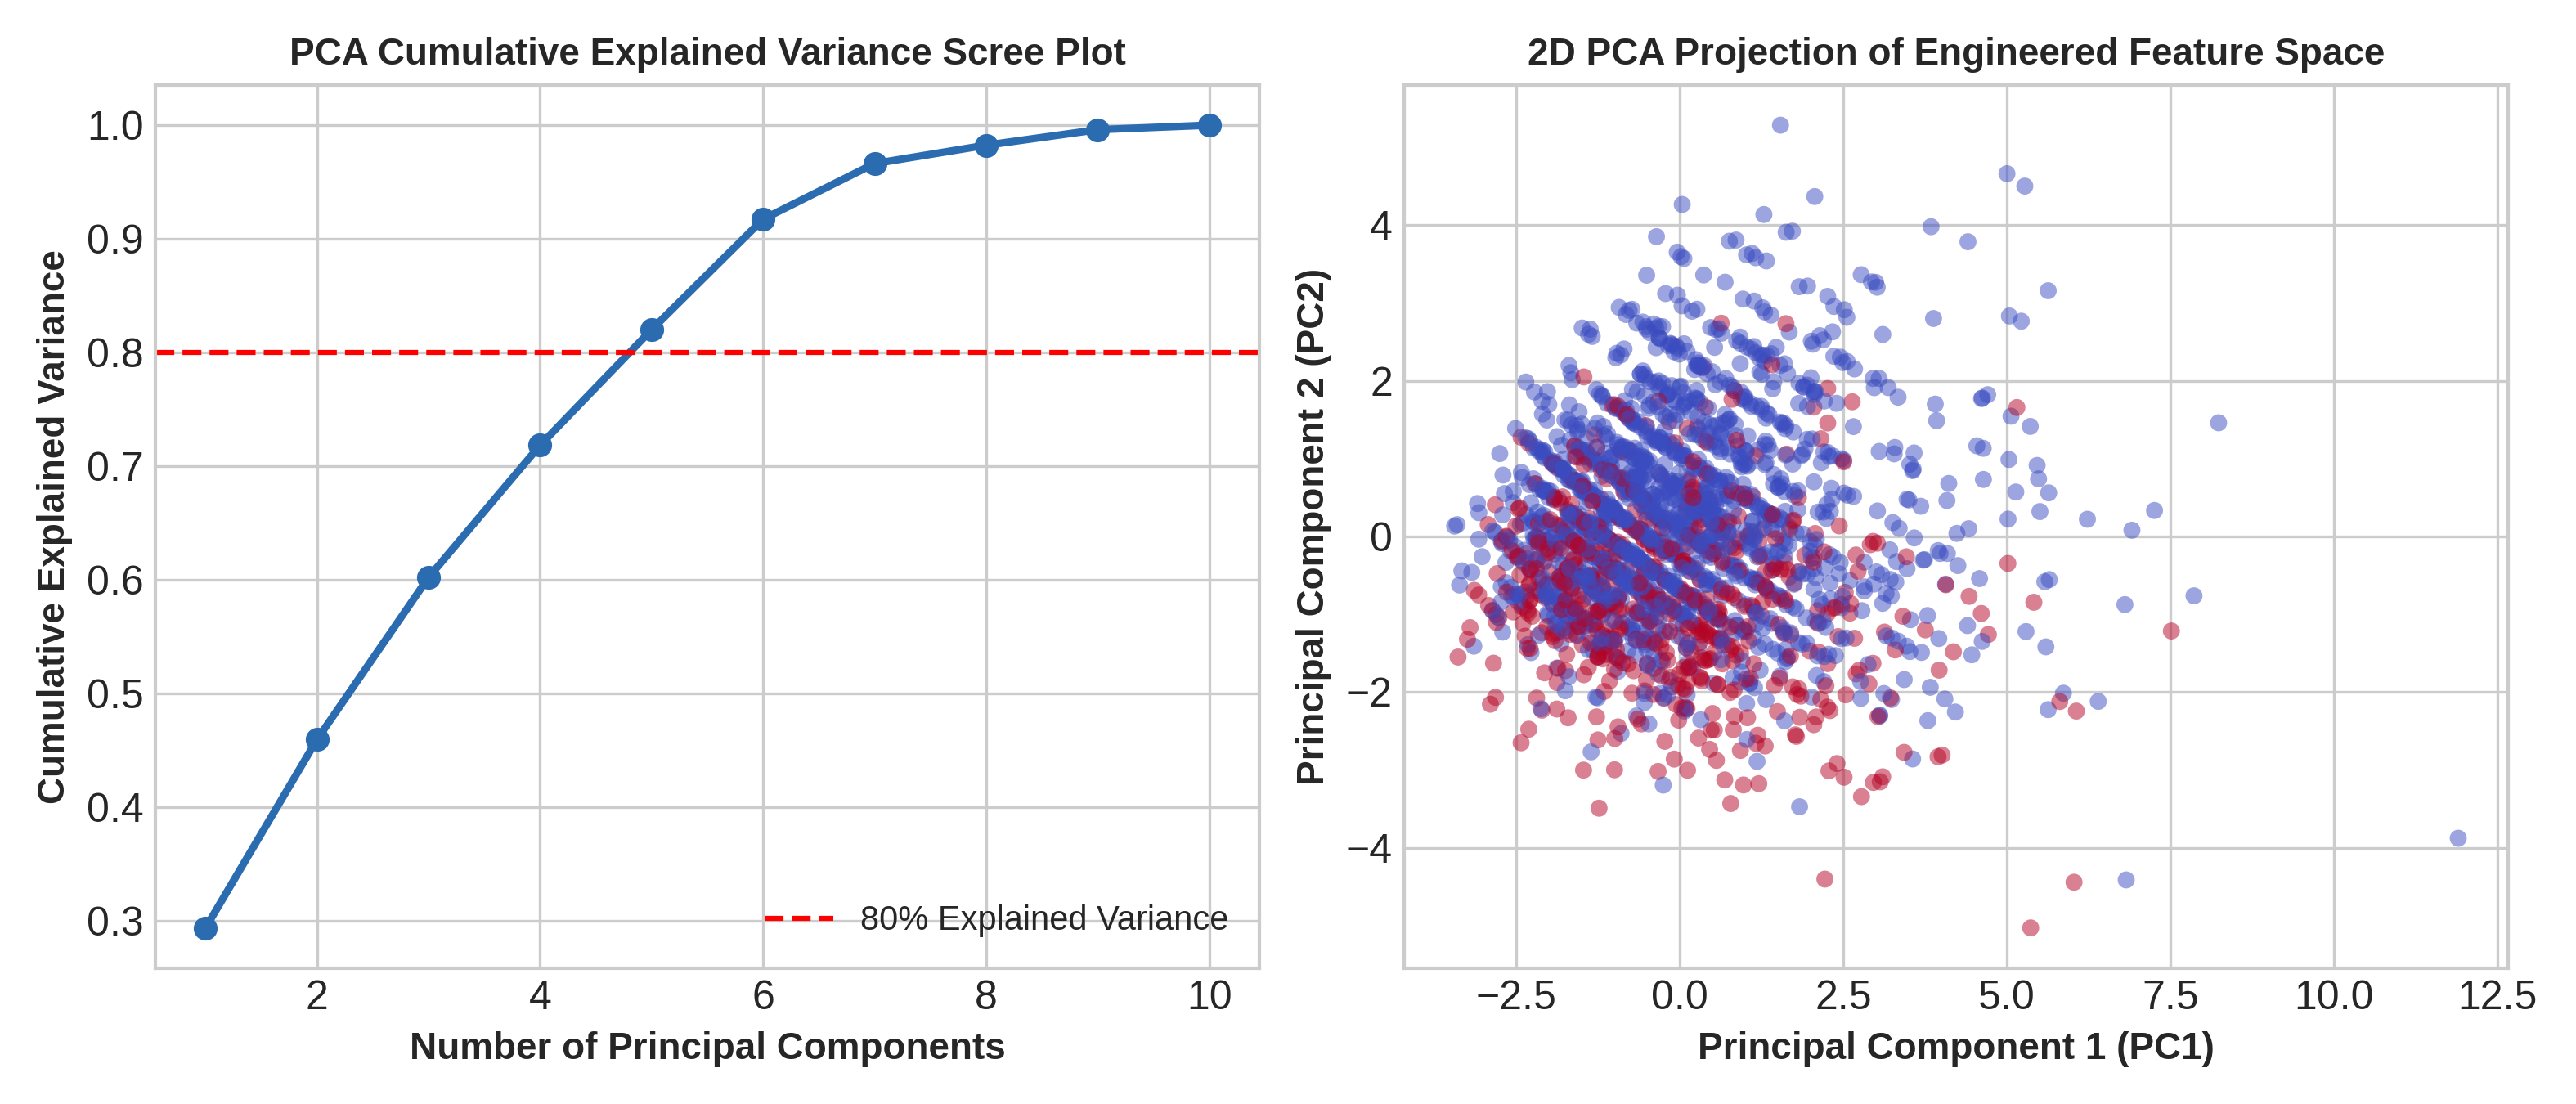 PCA Cumulative Explained Variance Scree Plot
Cumulative Explained Variance
1.0
0.9
0.8
0.7
0.6
0.5
0.4
0.3
80% Explained Variance
2 4 6 8 10
Number of Principal Components
2D PCA Projection of Engineered Feature Space
Principal Component 2 (PC2)
4
2
0
−2
−4
−2.5 0.0 2.5 5.0 7.5 10.0 12.5
Principal Component 1 (PC1)